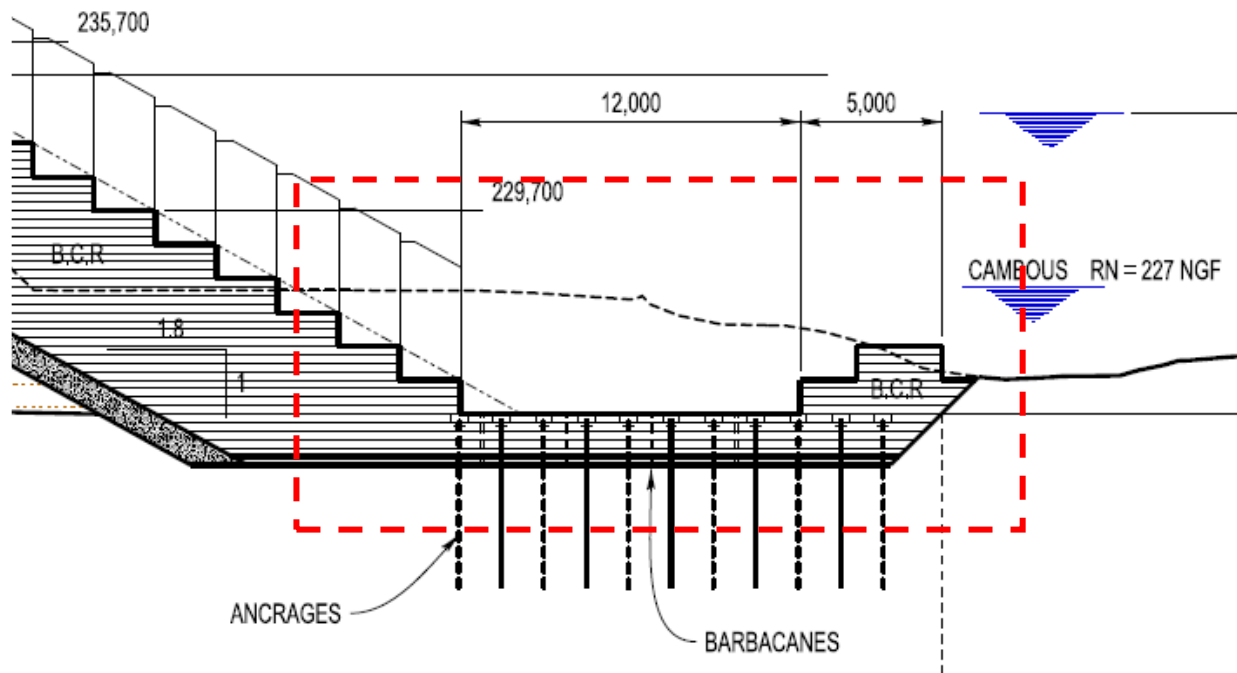 235,700
12,000
5,000
229,700
B.C.R
CAMBOUS RN = 227 NGF
1.8
1
B.C.R
ANCRAGES
BARBACANES